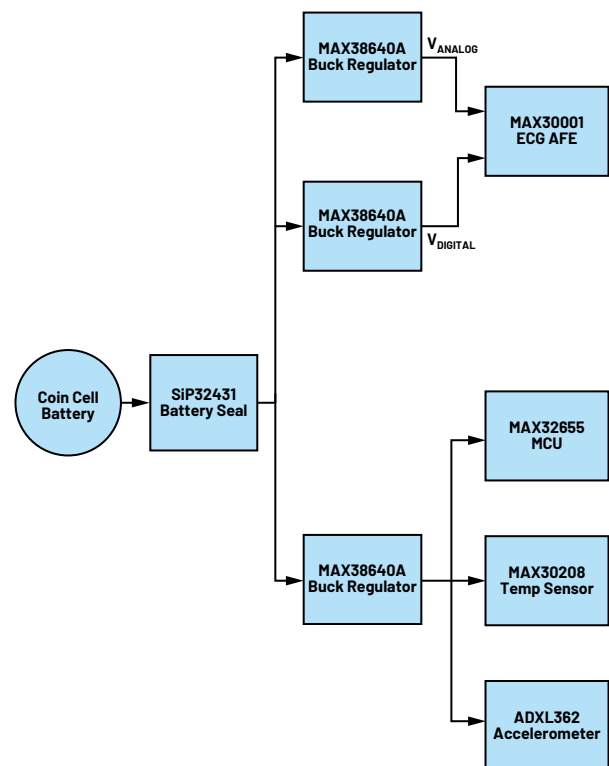 MAX38640A
Buck Regulator
VANALOG
MAX30001
ECG AFE
MAX38640A
Buck Regulator
VDIGITAL
Coin Cell
Battery
SiP32431
Battery Seal
MAX32655
MCU
MAX38640A
Buck Regulator
MAX30208
Temp Sensor
ADXL362
Accelerometer